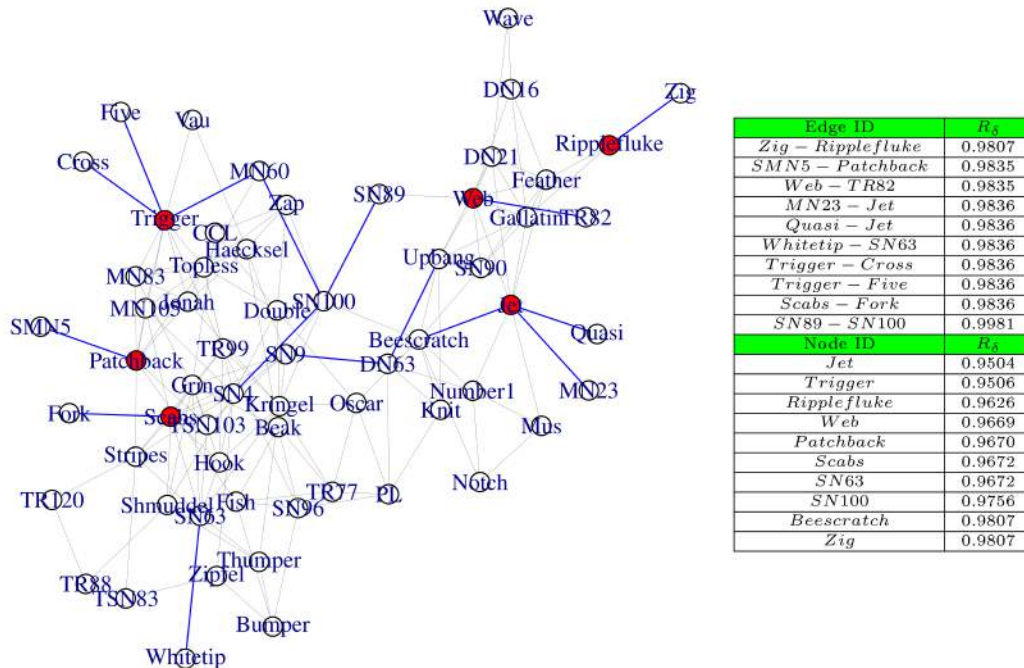 Wave
DN16
Zig
Five
Vau
Ripplefluke
Cross
MN60
DN21
Feather
SN89
Web
Zap
Trigger
Gallatin
TR82
CCL
Haecksel
Upbang
SN90
Topless
MN83
MN105
Jonah
Double
SN100
Jet
SMN5
Quasi
Beescratch
Patchback
TR99
SN9
DN63
Grin
SN4
Number1
MN23
Fork
Scabs
Kringel
Oscar
Knit
TSN103
Beak
Mus
Stripes
Hook
Notch
TR120
TR77
PL
Shmuddel
Fish
SN96
SN63
Thumper
Zipfel
TR88
TSN83
Bumper
Whitetip
Edge ID Rδ
Zig − Ripplefluke 0.9807
SMN5 − Patchback 0.9835
Web − TR82 0.9835
MN23 − Jet 0.9836
Quasi − Jet 0.9836
Whitetip − SN63 0.9836
Trigger − Cross 0.9836
Trigger − Five 0.9836
Scabs − Fork 0.9836
SN89 − SN100 0.9981
Node ID Rδ
Jet 0.9504
Trigger 0.9506
Ripplefluke 0.9626
Web 0.9669
Patchback 0.9670
Scabs 0.9672
SN63 0.9672
SN100 0.9756
Beescratch 0.9807
Zig 0.9807